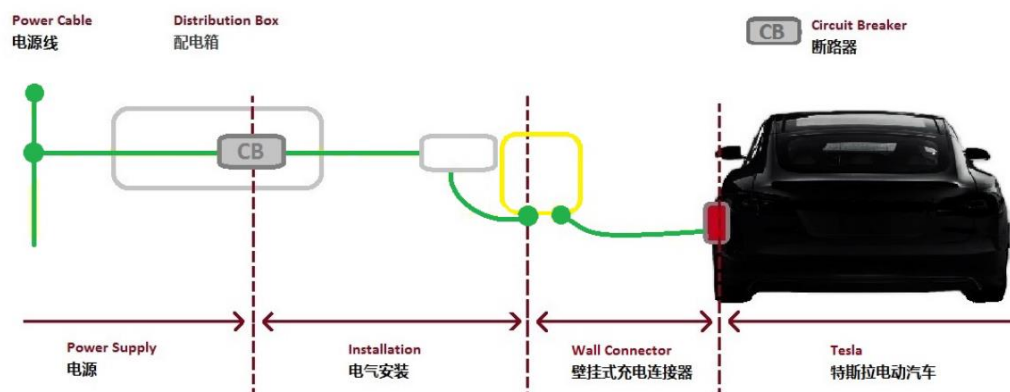 Power Cable
电源线
Distribution Box
配电箱
CB
Circuit Breaker
断路器
CB
Power Supply
电源
Installation
电气安装
Wall Connector
壁挂式充电连接器
Tesla
特斯拉电动汽车